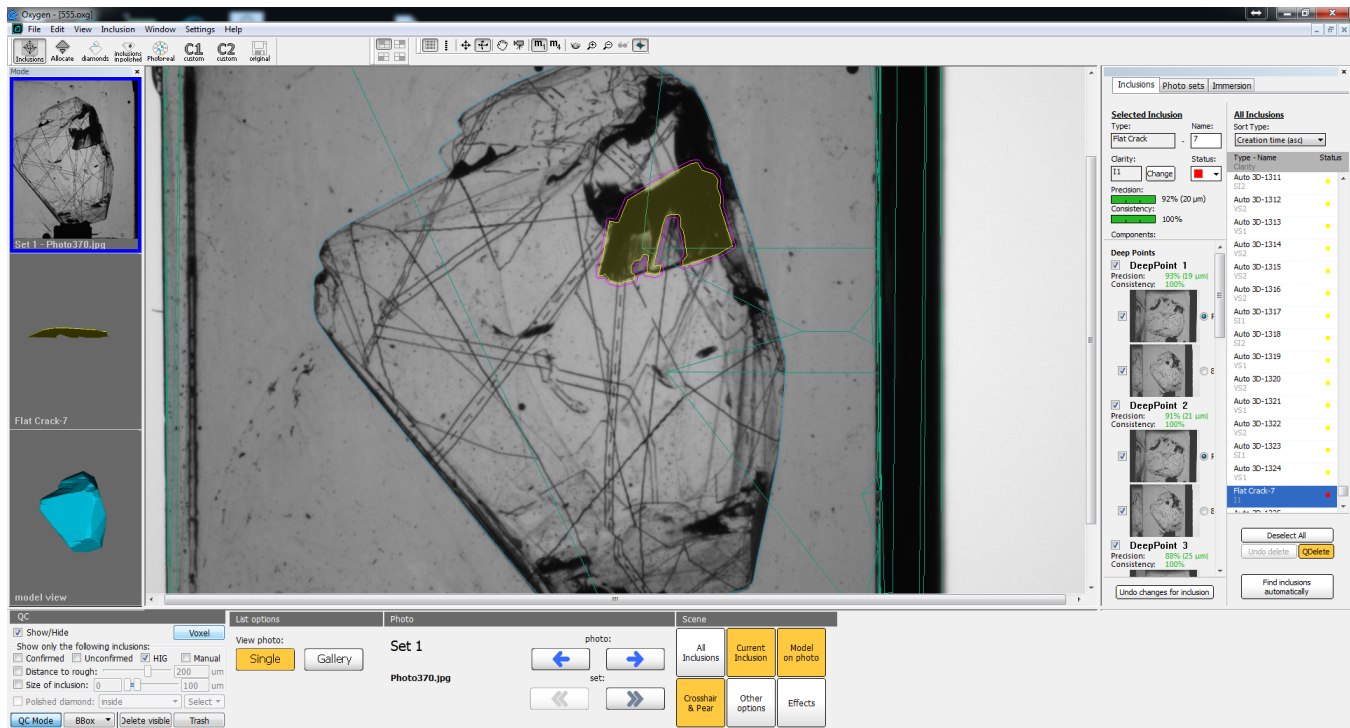 Oxygen - [555.oxg]
File Edit View Inclusion Window Settings Help
Inclusions Allocate diamonds inclusions in polished Photoreal C1 custom C2 custom original
m1 m4
Mode
Set 1 - Photo370.jpg
Flat Crack-7
model view
Inclusions Photo sets Immersion
Selected Inclusion
Type: Name:
Flat Crack - 7
Clarity: Status:
I1 Change
Precision:
92% (20 µm)
Consistency:
100%
Components:
Deep Points
DeepPoint 1
Precision: 93% (19 µm)
Consistency: 100%
DeepPoint 2
Precision: 91% (21 µm)
Consistency: 100%
DeepPoint 3
Precision: 88% (25 µm)
Consistency: 100%
Undo changes for inclusion
All Inclusions
Sort Type:
Creation time (asc)
Type - Name Status
Clarity
Auto 3D-1311
SI2
Auto 3D-1312
VS2
Auto 3D-1313
VS1
Auto 3D-1314
VS2
Auto 3D-1315
VS2
Auto 3D-1316
VS2
Auto 3D-1317
SI1
Auto 3D-1318
SI2
Auto 3D-1319
VS1
Auto 3D-1320
VS2
Auto 3D-1321
VS1
Auto 3D-1322
VS2
Auto 3D-1323
SI1
Auto 3D-1324
VS1
Flat Crack-7
I1
Deselect All
Undo delete QDelete
Find inclusions
automatically
QC
Show/Hide Voxel
Show only the following inclusions:
Confirmed Unconfirmed HIG Manual
Distance to rough: 200 um
Size of inclusion: 0 100 um
Polished diamond: inside Select
QC Mode BBox Delete visible Trash
List options
View photo:
Single Gallery
Photo
Set 1
Photo370.jpg
photo:
set:
Scene
All Inclusions
Current Inclusion
Model on photo
Crosshair & Pear
Other options
Effects